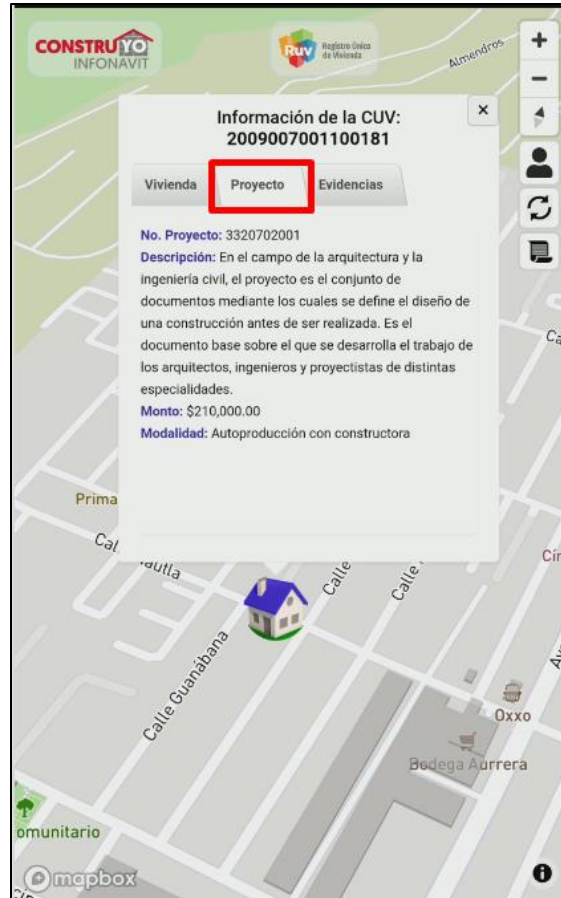 CONSTRUYO
INFONAVIT
Ruv Registro Único
de Vivienda
Almendros
Información de la CUV:
2009007001100181
×
Vivienda
Proyecto
Evidencias
No. Proyecto: 3320702001
Descripción: En el campo de la arquitectura y la
ingeniería civil, el proyecto es el conjunto de
documentos mediante los cuales se define el diseño de
una construcción antes de ser realizada. Es el
documento base sobre el que se desarrolla el trabajo de
los arquitectos, ingenieros y proyectistas de distintas
especialidades.
Monto: $210,000.00
Modalidad: Autoproducción con constructora
Prima
Calle
Calle
Calle Guanábana
Oxxo
Bodega Aurrera
omunitario
mapbox